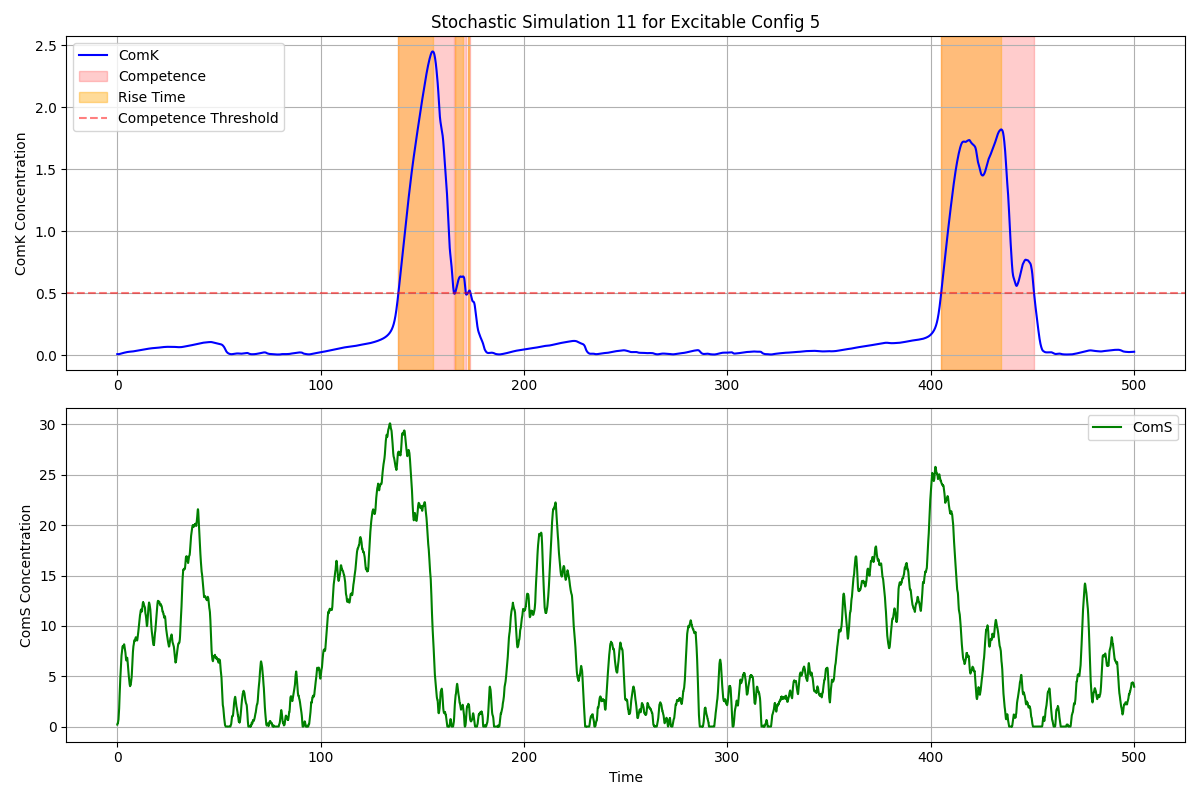 Stochastic Simulation 11 for Excitable Config 5
ComK Concentration
2.5
2.0
1.5
1.0
0.5
0.0
ComK
Competence
Rise Time
Competence Threshold
0 100 200 300 400 500
ComS Concentration
30
25
20
15
10
5
0
ComS
0 100 200 300 400 500
Time